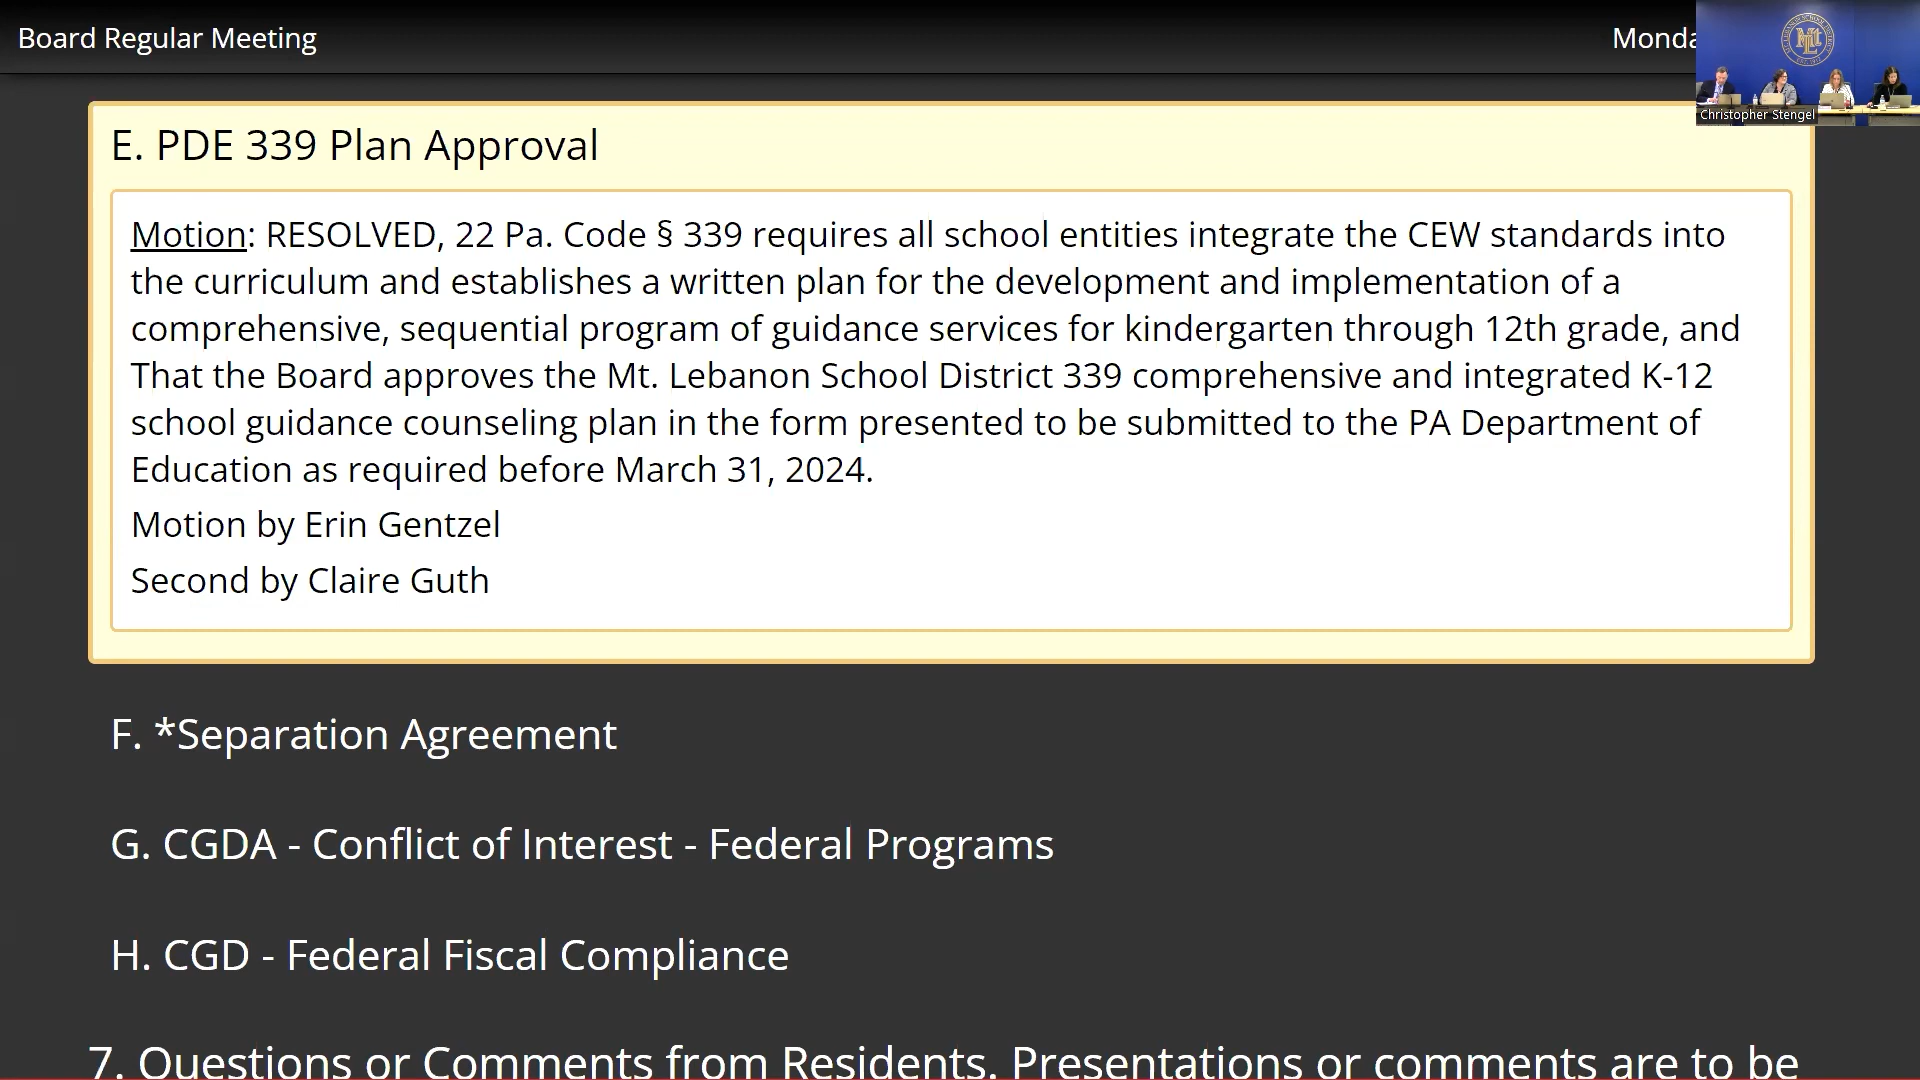 Board Regular Meeting
Monda
Christopher Stengel
E. PDE 339 Plan Approval
Motion: RESOLVED, 22 Pa. Code § 339 requires all school entities integrate the CEW standards into
the curriculum and establishes a written plan for the development and implementation of a
comprehensive, sequential program of guidance services for kindergarten through 12th grade, and
That the Board approves the Mt. Lebanon School District 339 comprehensive and integrated K-12
school guidance counseling plan in the form presented to be submitted to the PA Department of
Education as required before March 31, 2024.
Motion by Erin Gentzel
Second by Claire Guth
F. *Separation Agreement
G. CGDA - Conflict of Interest - Federal Programs
H. CGD - Federal Fiscal Compliance
7. Questions or Comments from Residents. Presentations or comments are to be